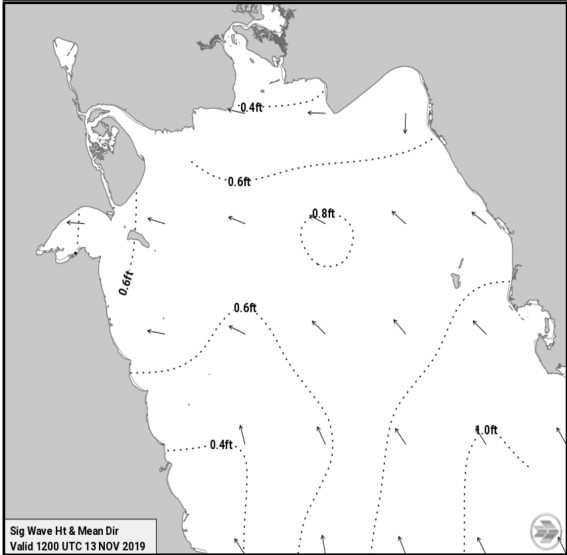 0.4ft
0.6ft
0.8ft
0.6ft
0.6ft
1.0ft
0.4ft
Sig Wave Ht & Mean Dir
Valid 1200 UTC 13 NOV 2019